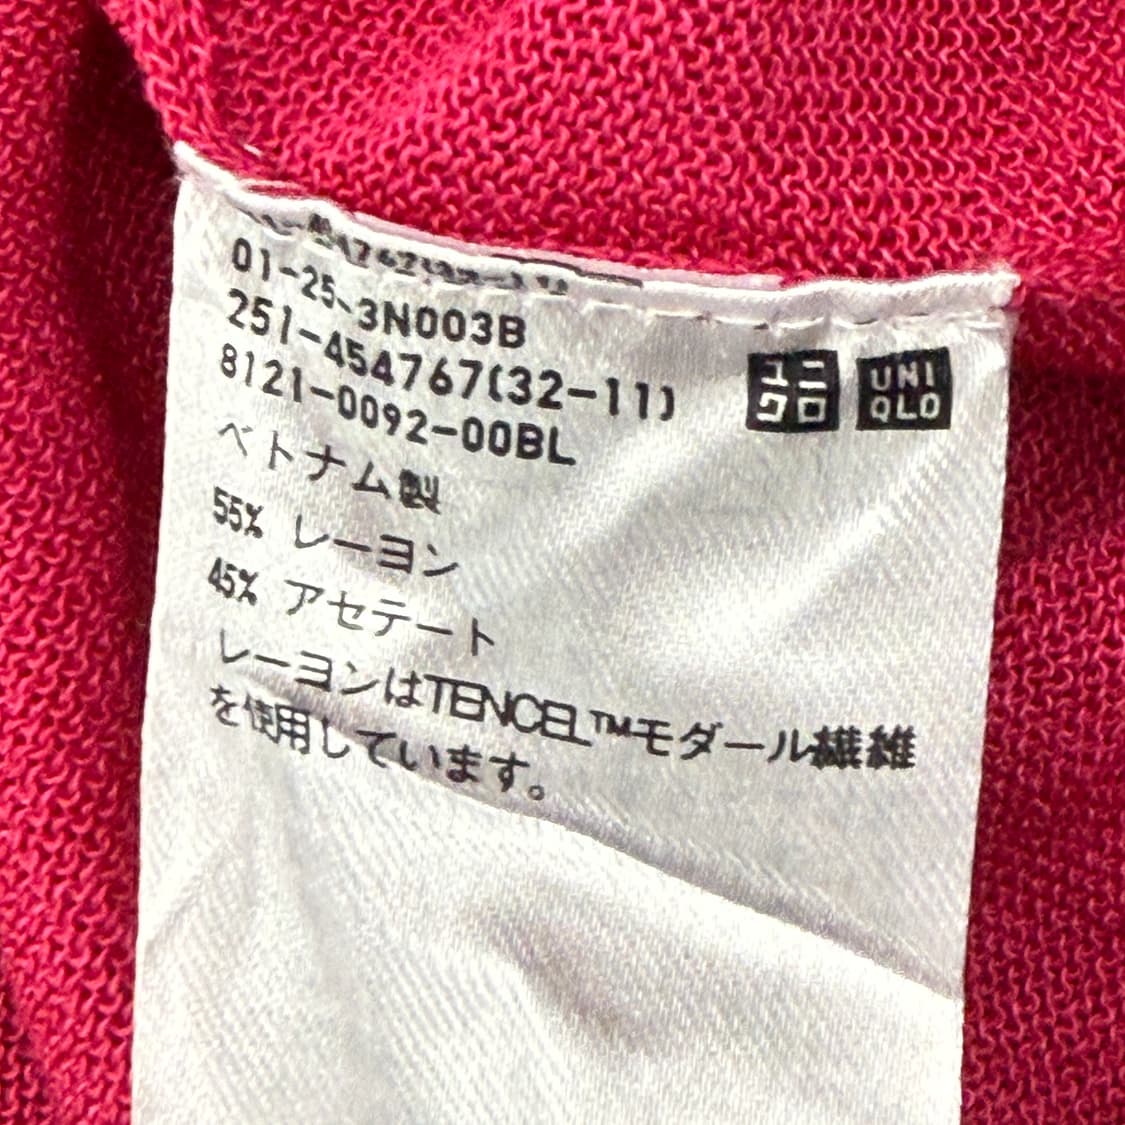 01-25-3N003B
251-454767(32-11)
8121-0092-00BL
ユニ
クロ
UNI
QLO
ベトナム製
55% レーヨン
45% アセテート
レーヨンはTENCEL™モダール繊維
を使用しています。